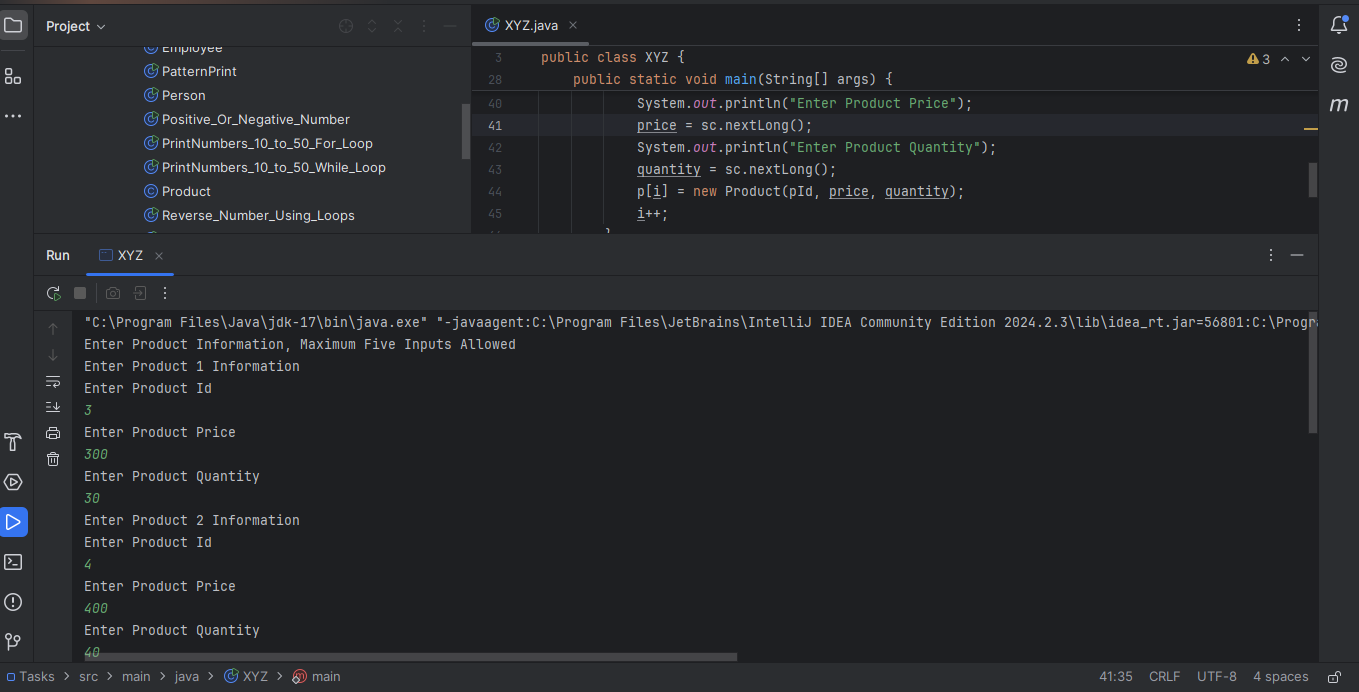 Project
XYZ.java
Employee
PatternPrint
Person
Positive_Or_Negative_Number
PrintNumbers_10_to_50_For_Loop
PrintNumbers_10_to_50_While_Loop
Product
Reverse_Number_Using_Loops
3 public class XYZ {
28 public static void main(String[] args) {
40 System.out.println("Enter Product Price");
41 price = sc.nextLong();
42 System.out.println("Enter Product Quantity");
43 quantity = sc.nextLong();
44 p[i] = new Product(pId, price, quantity);
45 i++;
}
3
m
Run
XYZ
"C:\Program Files\Java\jdk-17\bin\java.exe" "-javaagent:C:\Program Files\JetBrains\IntelliJ IDEA Community Edition 2024.2.3\lib\idea_rt.jar=56801:C:\Progra
Enter Product Information, Maximum Five Inputs Allowed
Enter Product 1 Information
Enter Product Id
3
Enter Product Price
300
Enter Product Quantity
30
Enter Product 2 Information
Enter Product Id
4
Enter Product Price
400
Enter Product Quantity
40
Tasks > src > main > java > XYZ > main
41:35 CRLF UTF-8 4 spaces